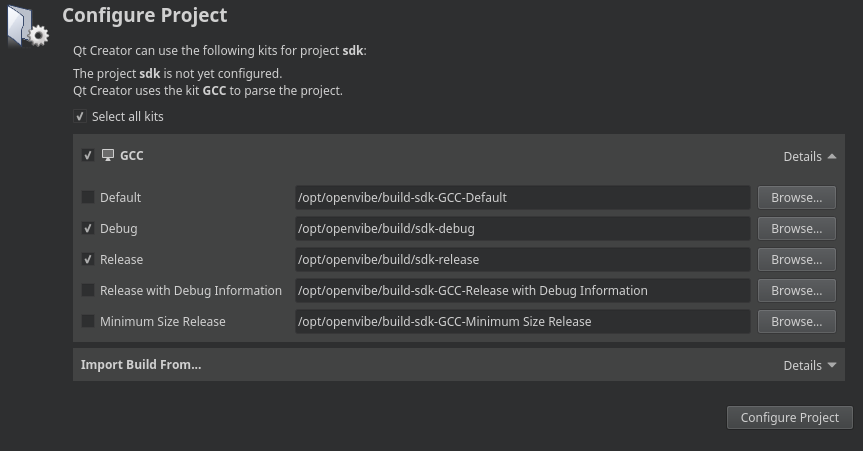 Configure Project
Qt Creator can use the following kits for project sdk:
The project sdk is not yet configured.
Qt Creator uses the kit GCC to parse the project.
Select all kits
GCC Details
Default /opt/openvibe/build-sdk-GCC-Default Browse...
Debug /opt/openvibe/build/sdk-debug Browse...
Release /opt/openvibe/build/sdk-release Browse...
Release with Debug Information /opt/openvibe/build-sdk-GCC-Release with Debug Information Browse...
Minimum Size Release /opt/openvibe/build-sdk-GCC-Minimum Size Release Browse...
Import Build From... Details
Configure Project